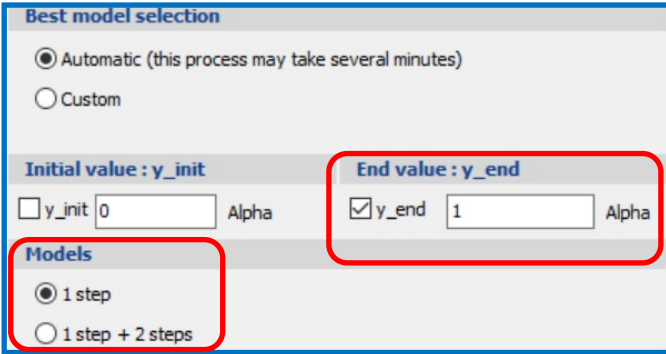 Best model selection
Automatic (this process may take several minutes)
Custom
Initial value : y_init
End value : y_end
y_init 0 Alpha
y_end 1 Alpha
Models
1 step
1 step + 2 steps